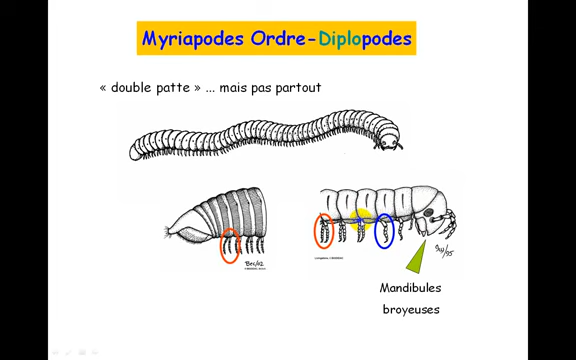 Myriapodes Ordre-Diplopodes
« double patte » ... mais pas partout
Mandibules
broyeuses